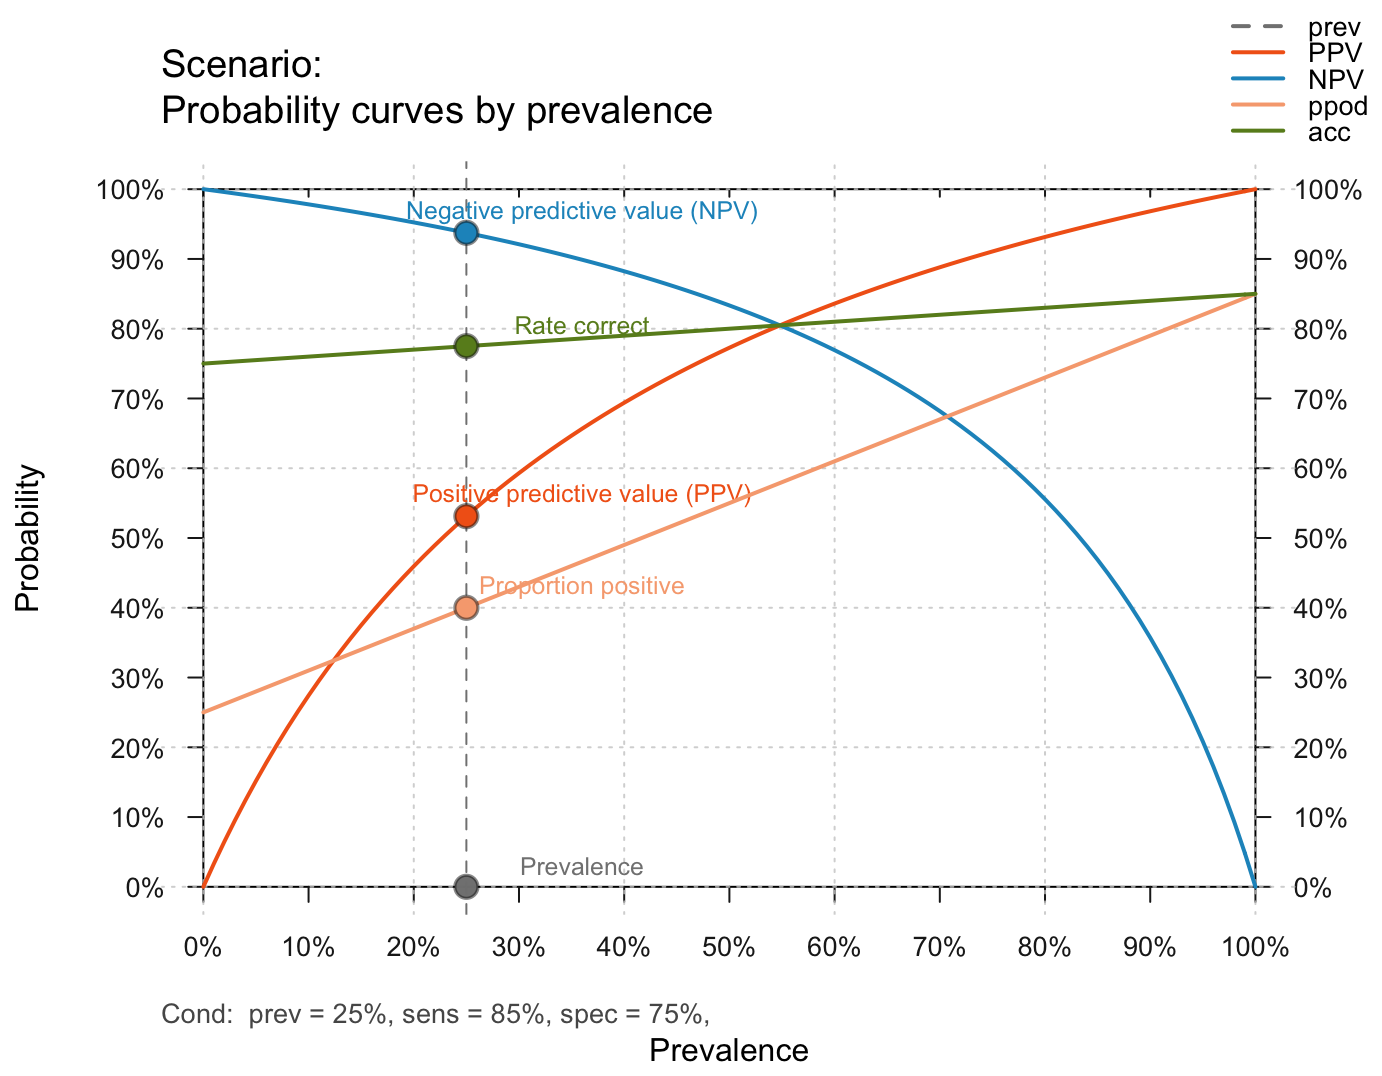 prev
PPV
NPV
ppod
acc
Scenario:
Probability curves by prevalence
100%
90%
80%
70%
60%
50%
40%
30%
20%
10%
0%
Probability
Negative predictive value (NPV)
Rate correct
Positive predictive value (PPV)
Proportion positive
Prevalence
100%
90%
80%
70%
60%
50%
40%
30%
20%
10%
0%
0% 10% 20% 30% 40% 50% 60% 70% 80% 90% 100%
Cond:  prev = 25%, sens = 85%, spec = 75%,
Prevalence